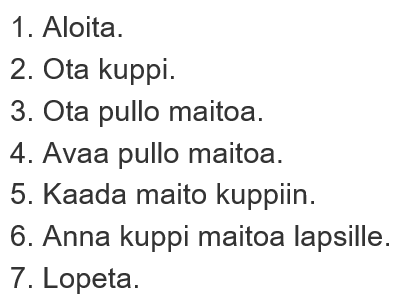 1. Aloita.
2. Ota kuppi.
3. Ota pullo maitoa.
4. Avaa pullo maitoa.
5. Kaada maito kuppiin.
6. Anna kuppi maitoa lapsille.
7. Lopeta.